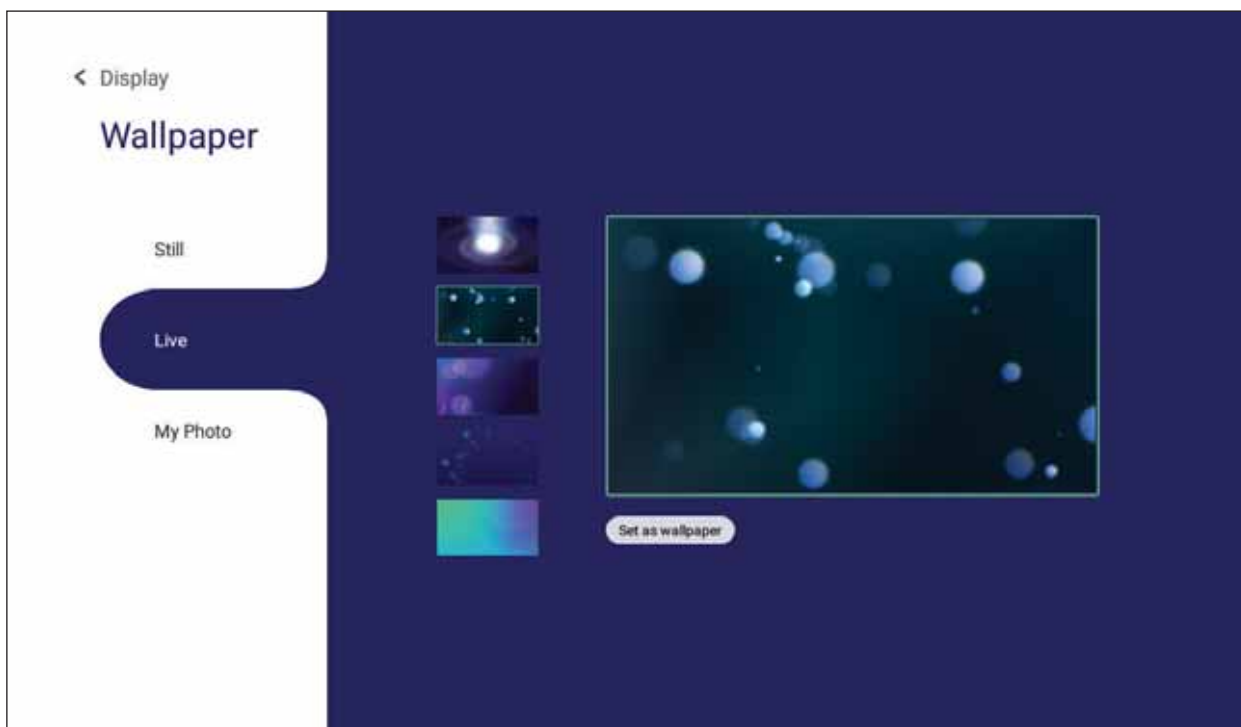 Display
Wallpaper
Still
Live
My Photo
Set as wallpaper